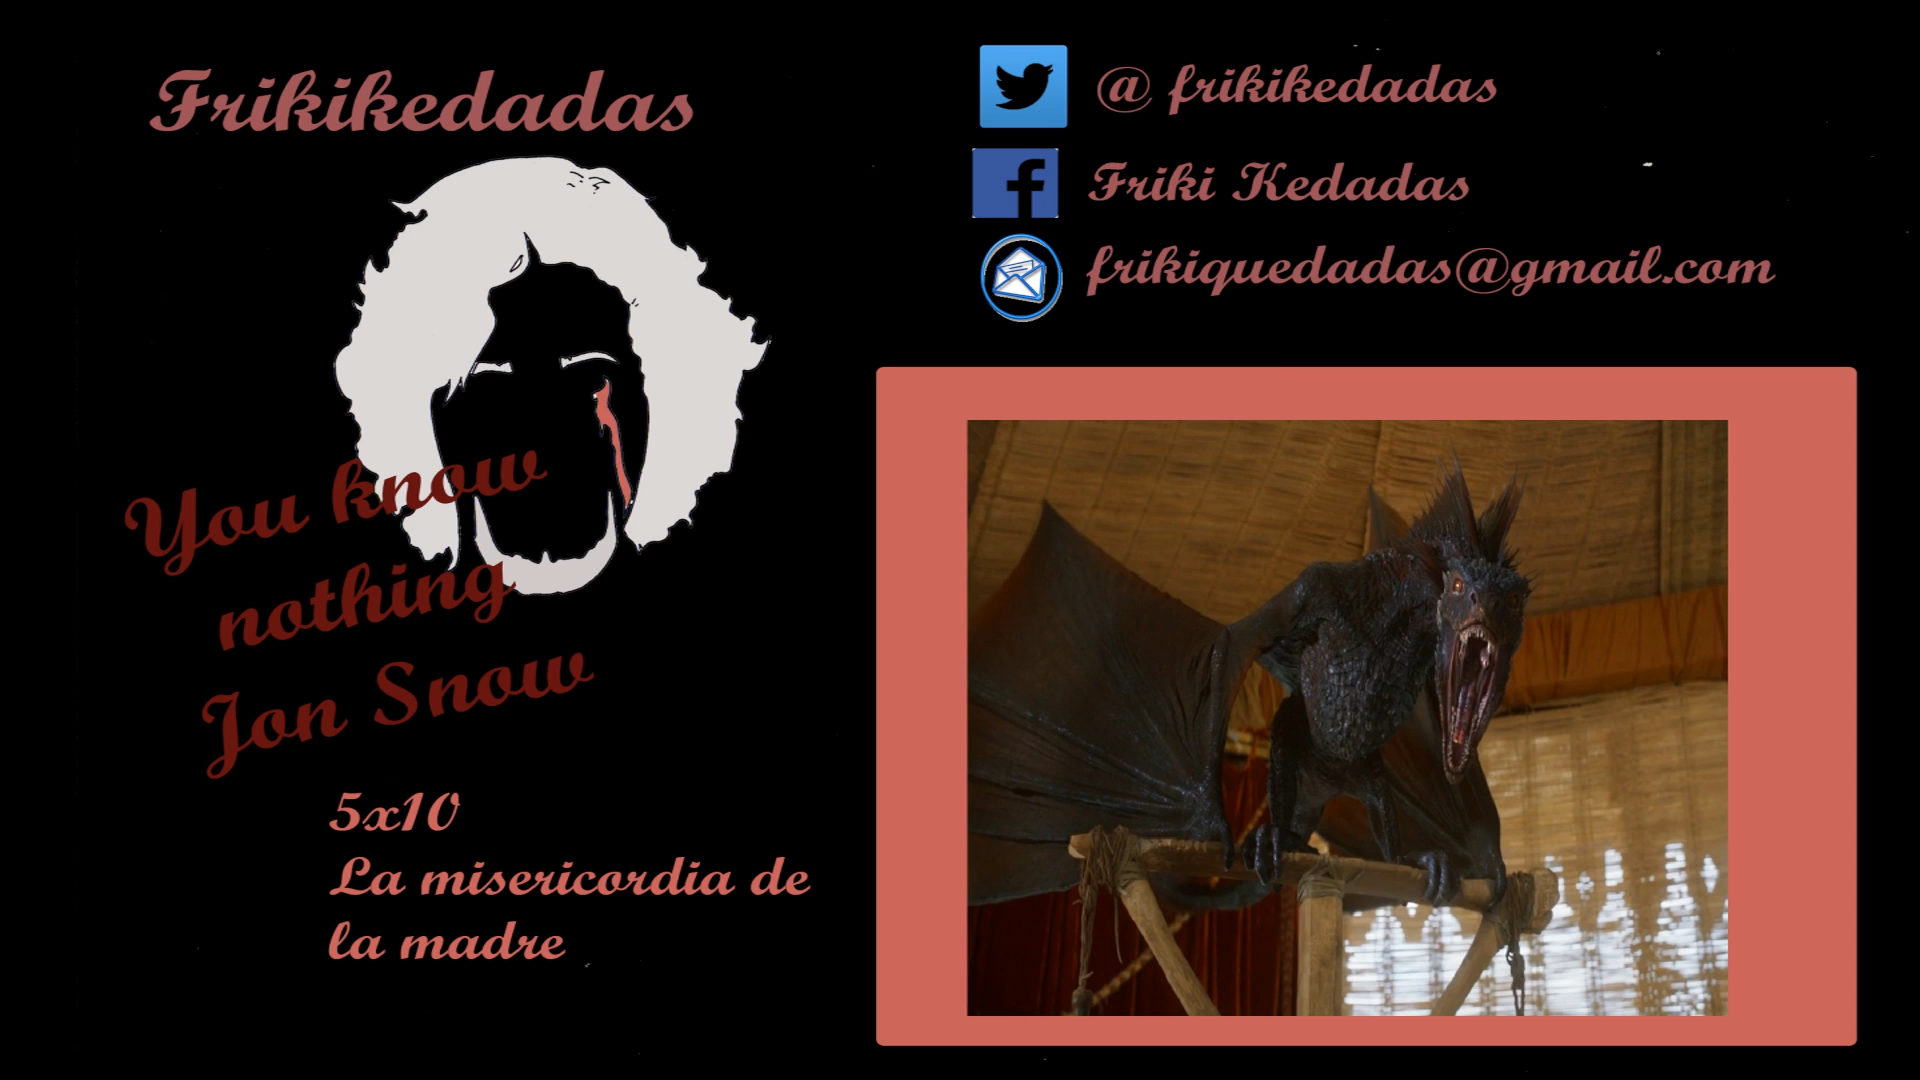 Frikikedadas
@ frikikedadas
Friki Kedadas
frikiquedadas@gmail.com
You know
nothing
Jon Snow
5x10
La misericordia de
la madre